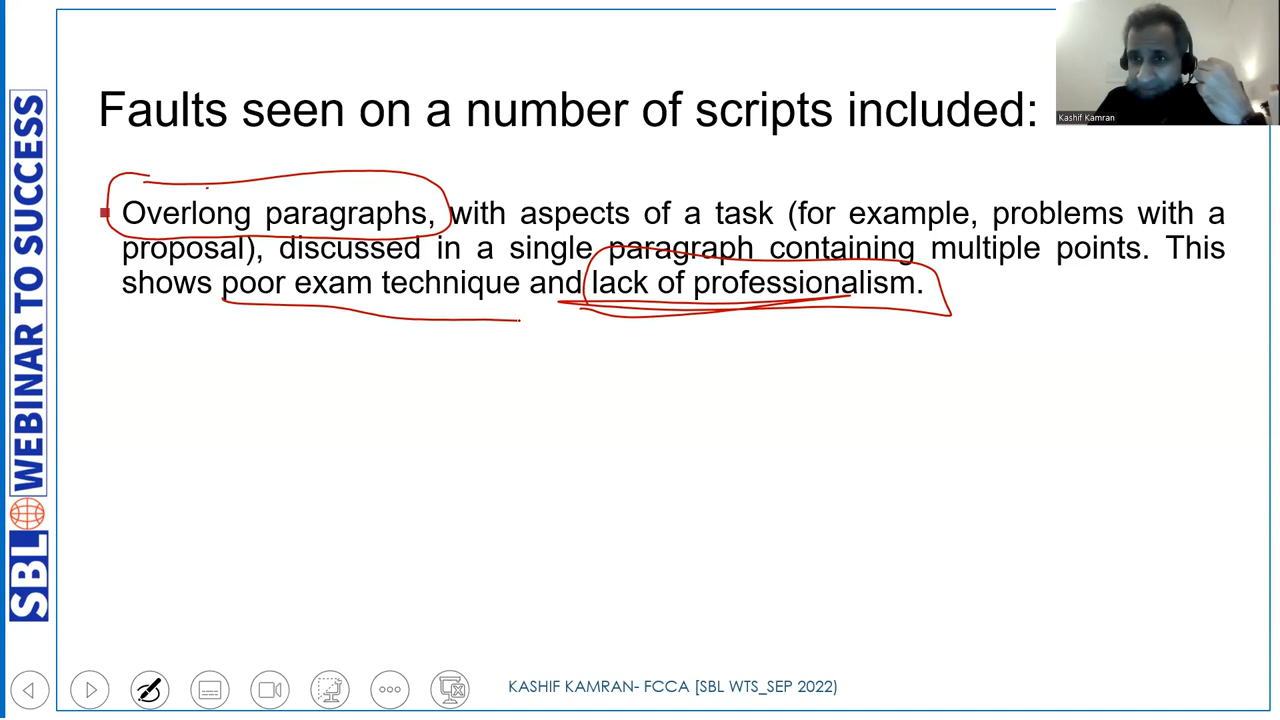 Faults seen on a number of scripts included:
Kashif Kamran
Overlong paragraphs, with aspects of a task (for example, problems with a
proposal), discussed in a single paragraph containing multiple points. This
shows poor exam technique and lack of professionalism.
SBL WEBINAR TO SUCCESS
KASHIF KAMRAN- FCCA [SBL WTS_SEP 2022)